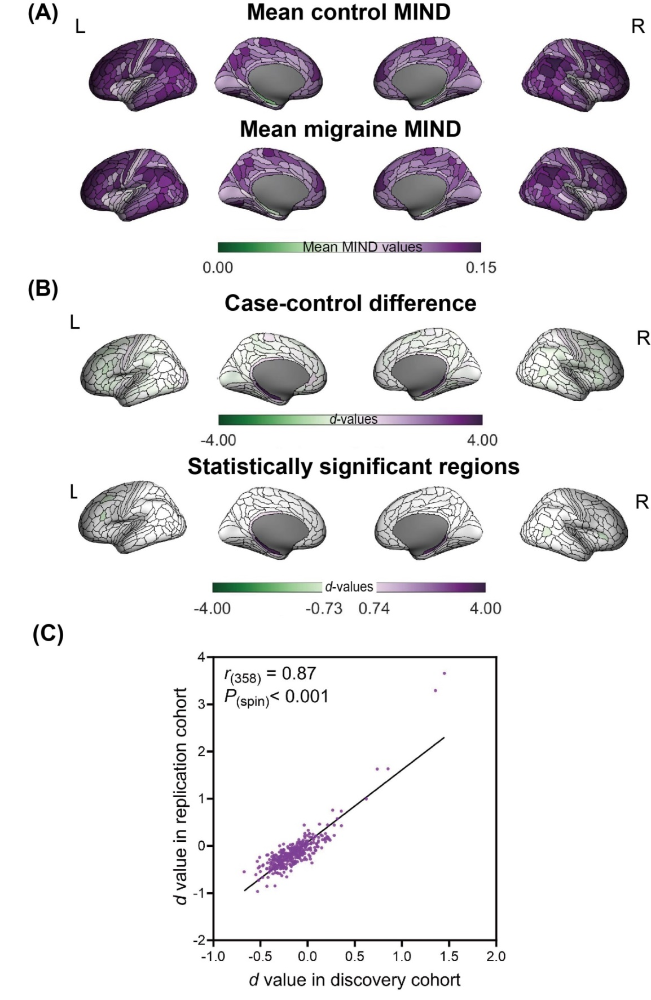 (A)
Mean control MIND
L
R
Mean migraine MIND
Mean MIND values
0.00
0.15
(B)
Case-control difference
L
R
d-values
-4.00
4.00
Statistically significant regions
L
R
d-values
-4.00
-0.73
0.74
4.00
(C)
r(358) = 0.87
P(spin)< 0.001
4
3
2
1
0
-1
-2
d value in replication cohort
-1.0
-0.5
0.0
0.5
1.0
1.5
2.0
d value in discovery cohort